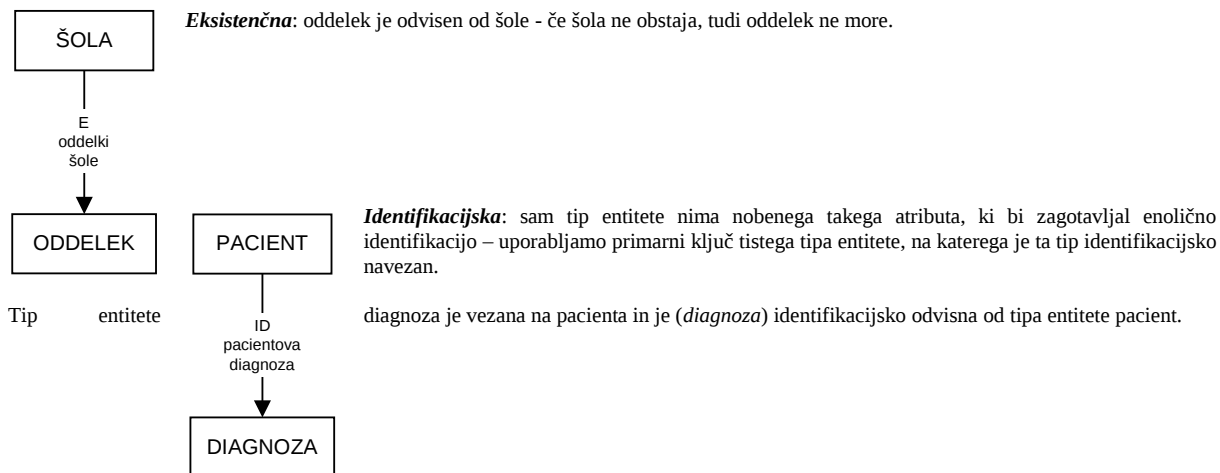 ŠOLA
Eksistenčna: oddelek je odvisen od šole - če šola ne obstaja, tudi oddelek ne more.
E
oddelki
šole
ODDELEK
PACIENT
Identifikacijska: sam tip entitete nima nobenega takega atributa, ki bi zagotavljal enolično
identifikacijo – uporabljamo primarni ključ tistega tipa entitete, na katerega je ta tip identifikacijsko
navezan.
Tip entitete diagnoza je vezana na pacienta in je (diagnoza) identifikacijsko odvisna od tipa entitete pacient.
ID
pacientova
diagnoza
DIAGNOZA